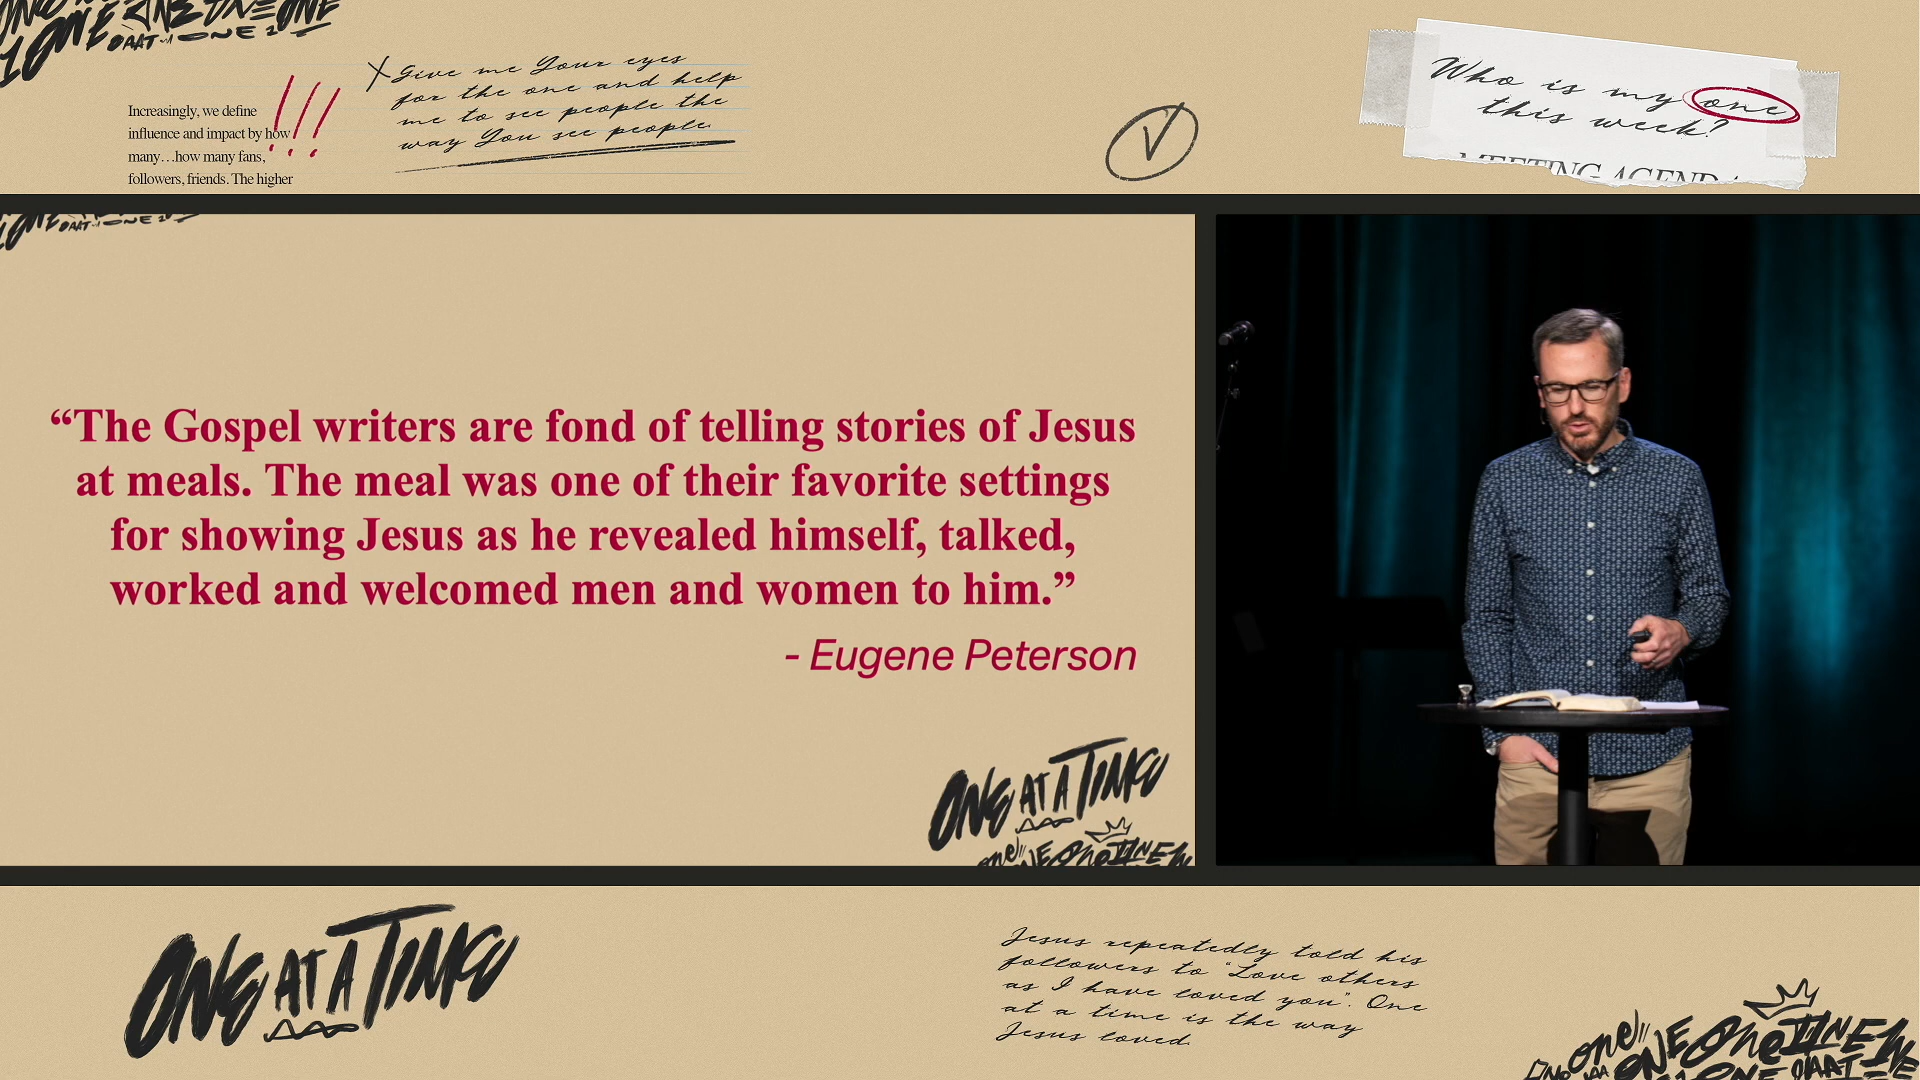 Increasingly, we define
influence and impact by how
many…how many fans,
followers, friends. The higher
!!!
Give me Your eyes
for the one and help
me to see people the
way You see people.
Who is my one
this week?
MEETING AGENDA
“The Gospel writers are fond of telling stories of Jesus
at meals. The meal was one of their favorite settings
for showing Jesus as he revealed himself, talked,
worked and welcomed men and women to him.”
- Eugene Peterson
ONE AT A TIME
ONE AT A TIME
Jesus repeatedly told his
followers to “Love others
as I have loved you”. One
at a time is the way
Jesus loved.
one ONE One